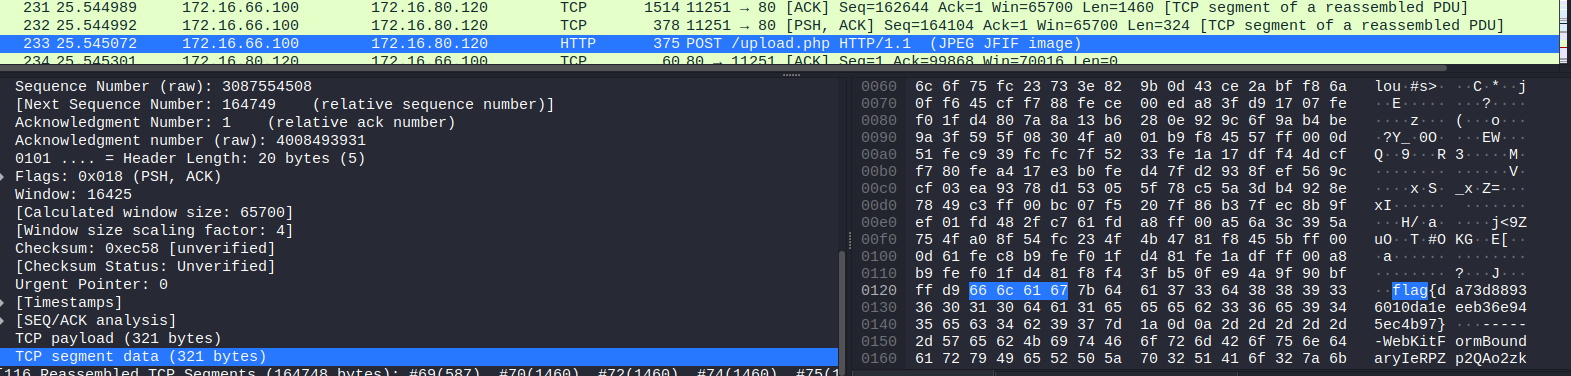 231 25.544989 172.16.66.100 172.16.80.120 TCP 1514 11251 → 80 [ACK] Seq=162644 Ack=1 Win=65700 Len=1460 [TCP segment of a reassembled PDU]
232 25.544992 172.16.66.100 172.16.80.120 TCP 378 11251 → 80 [PSH, ACK] Seq=164104 Ack=1 Win=65700 Len=324 [TCP segment of a reassembled PDU]
233 25.545072 172.16.66.100 172.16.80.120 HTTP 375 POST /upload.php HTTP/1.1 (JPEG JFIF image)
234 25.545301 172.16.80.120 172.16.66.100 TCP 60 80 → 11251 [ACK] Seq=1 Ack=99868 Win=70016 Len=0
Sequence Number (raw): 3087554508
[Next Sequence Number: 164749 (relative sequence number)]
Acknowledgment Number: 1 (relative ack number)
Acknowledgment number (raw): 4008493931
0101 .... = Header Length: 20 bytes (5)
Flags: 0x018 (PSH, ACK)
Window: 16425
[Calculated window size: 65700]
[Window size scaling factor: 4]
Checksum: 0xec58 [unverified]
[Checksum Status: Unverified]
Urgent Pointer: 0
[Timestamps]
[SEQ/ACK analysis]
TCP payload (321 bytes)
TCP segment data (321 bytes)
[116 Reassembled TCP Segments (164748 bytes): #69(587), #70(1460), #72(1460), #74(1460), #75(1
0060 6c 6f 75 fc 23 73 3e 82 9b 0d 43 ce 2a bf f8 6a lou·#s>· ··C·*··j
0070 0f f6 45 cf f7 88 fe ce 00 ed a8 3f d9 17 07 fe ··E····· ···?····
0080 f0 1f d4 80 7a 8a 13 b6 28 0e 92 9c 6f 9a b4 be ····z··· (···o···
0090 9a 3f 59 5f 08 30 4f a0 01 b9 f8 45 57 ff 00 0d ·?Y_·0O· ···EW···
00a0 51 fe c9 39 fc fc 7f 52 33 fe 1a 17 df f4 4d cf Q··9···R 3·····M·
00b0 f7 80 fe a4 17 e3 b0 fe d4 7f d2 93 8f ef 56 9c ········ ······V·
00c0 cf 03 ea 93 78 d1 53 05 5f 78 c5 5a 3d b4 92 8e ····x·S· _x·Z=···
00d0 78 49 c3 ff 00 bc 07 f5 20 7f 86 b3 7f ec 8b 9f xI······ ·······
00e0 ef 01 fd 48 2f c7 61 fd a8 ff 00 a5 6a 3c 39 5a ···H/·a· ····j<9Z
00f0 75 4f a0 8f 54 fc 23 4f 4b 47 81 f8 45 5b ff 00 uO··T·#O KG··E[··
0100 0d 61 fe c8 b9 fe f0 1f d4 81 fe 1a df ff 00 a8 ·a······ ········
0110 b9 fe f0 1f d4 81 f8 f4 3f b5 0f e9 4a 9f 90 bf ········ ?···J···
0120 ff d9 66 6c 61 67 7b 64 61 37 33 64 38 38 39 33 ··flag{d a73d8893
0130 36 30 31 30 64 61 31 65 65 65 62 33 36 65 39 34 6010da1e eeb36e94
0140 35 65 63 34 62 39 37 7d 1a 0d 0a 2d 2d 2d 2d 2d 5ec4b97} ···-----
0150 2d 57 65 62 4b 69 74 46 6f 72 6d 42 6f 75 6e 64 -WebKitF ormBound
0160 61 72 79 49 65 52 50 5a 70 32 51 41 6f 32 7a 6b aryIeRPZ p2QAo2zk